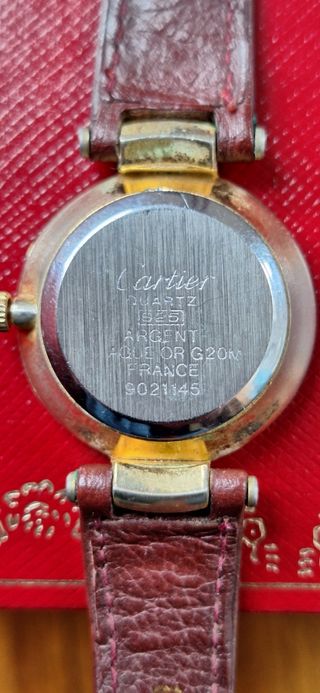 Cartier
QUARTZ
925
ARGENT
PLAQUE OR G20M
FRANCE
9021145